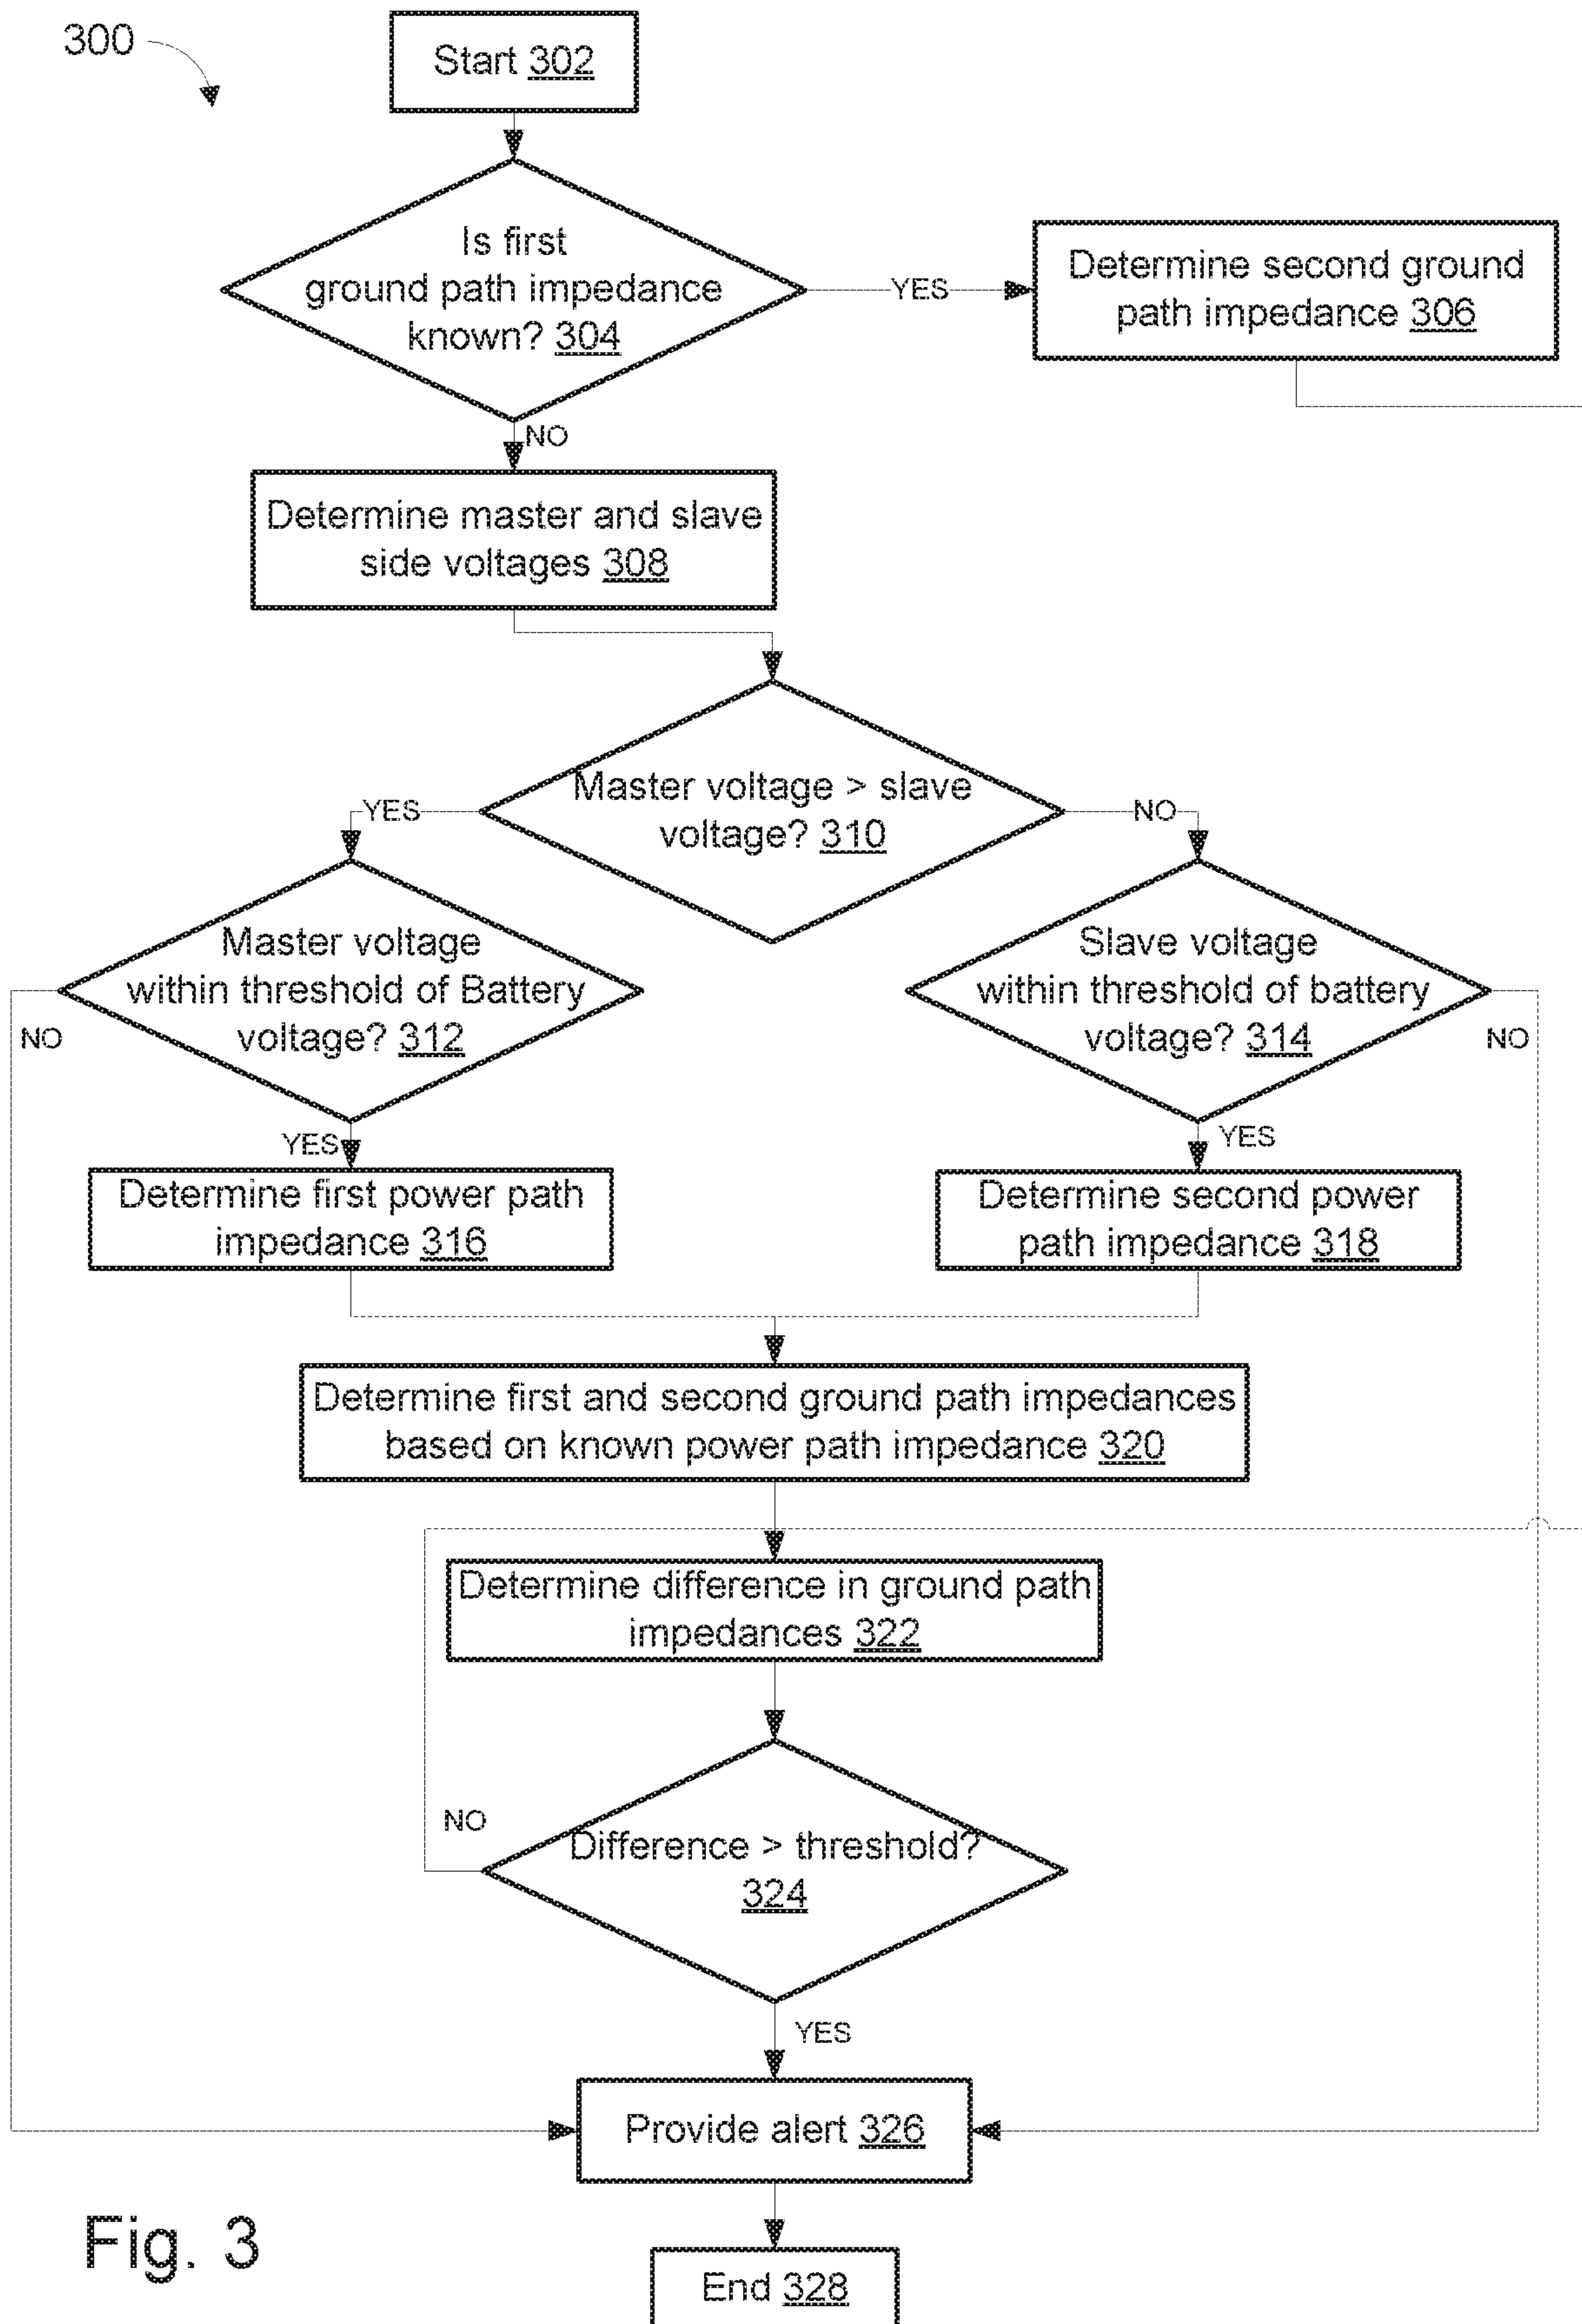 300
Start 302
Is first
ground path impedance
known? 304
YES
Determine second ground
path impedance 306
NO
Determine master and slave
side voltages 308
Master voltage > slave
voltage? 310
YES
NO
Master voltage
within threshold of Battery
voltage? 312
Slave voltage
within threshold of battery
voltage? 314
NO
NO
YES
YES
Determine first power path
impedance 316
Determine second power
path impedance 318
Determine first and second ground path impedances
based on known power path impedance 320
Determine difference in ground path
impedances 322
NO
Difference > threshold?
324
YES
Provide alert 326
Fig. 3
End 328